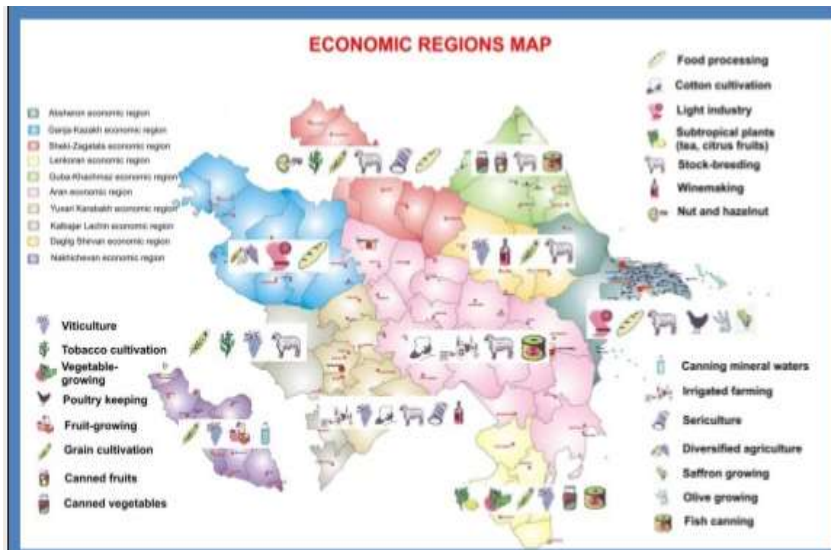 ECONOMIC REGIONS MAP
Absheron economic region
Ganja-Kazakh economic region
Sheki-Zagatala economic region
Lenkoran economic region
Guba-Khachmaz economic region
Aran economic region
Yuxari Karabakh economic region
Kalbajar Lachin economic region
Daglig Shirvan economic region
Nakhichevan economic region
Food processing
Cotton cultivation
Light industry
Subtropical plants
(tea, citrus fruits)
Stock-breeding
Winemaking
Nut and hazelnut
Viticulture
Tobacco cultivation
Vegetable-
growing
Poultry keeping
Fruit-growing
Grain cultivation
Canned fruits
Canned vegetables
Canning mineral waters
Irrigated farming
Sericulture
Diversified agriculture
Saffron growing
Olive growing
Fish canning